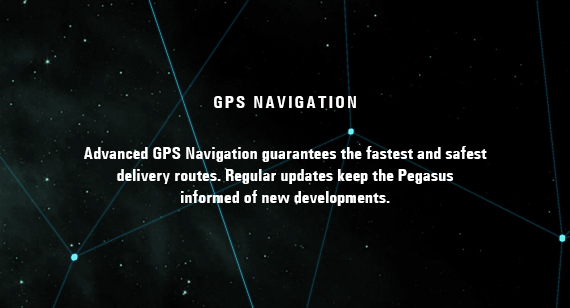 GPS NAVIGATION
Advanced GPS Navigation guarantees the fastest and safest
delivery routes. Regular updates keep the Pegasus
informed of new developments.